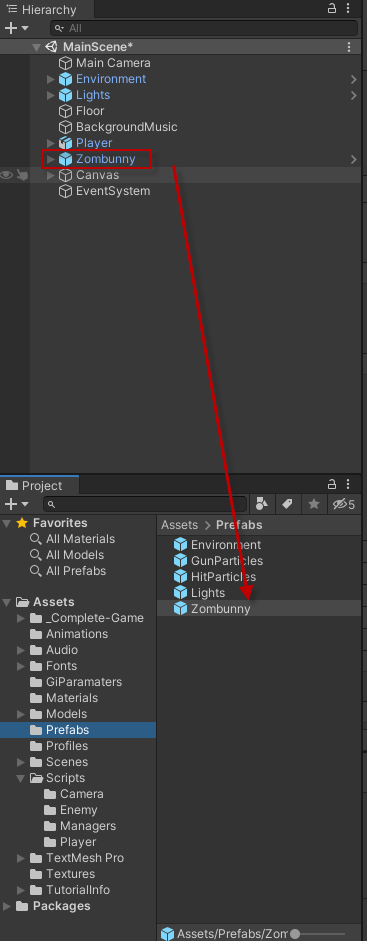 Hierarchy
All
MainScene*
Main Camera
Environment
Lights
Floor
BackgroundMusic
Player
Zombunny
Canvas
EventSystem
Project
5
Favorites
All Materials
All Models
All Prefabs
Assets
_Complete-Game
Animations
Audio
Fonts
GiParamaters
Materials
Models
Prefabs
Profiles
Scenes
Scripts
Camera
Enemy
Managers
Player
TextMesh Pro
Textures
TutorialInfo
Packages
Assets > Prefabs
Environment
GunParticles
HitParticles
Lights
Zombunny
Assets/Prefabs/Zom